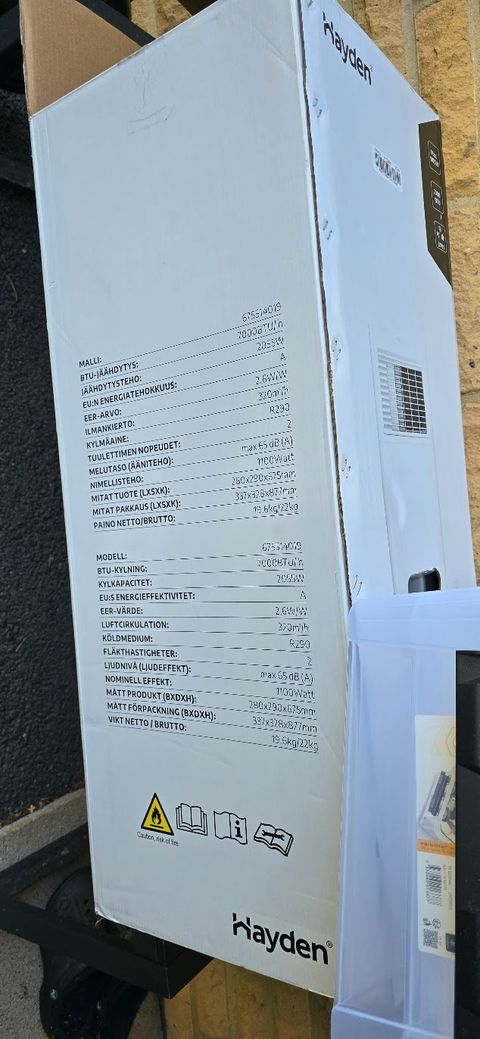 Hayden
MALLI: 675574019
BTU-JÄÄHDYTYS: 7000BTU/h
JÄÄHDYTYSTEHO: 2055W
EU:N ENERGIATEHOKKUUS: A
EER-ARVO: 2,6W/W
ILMANKIERTO: 320m³/h
KYLMÄAINE: R290
TUULETTIMEN NOPEUDET: 2
MELUTASO (ÄÄNITEHO): max 65 dB (A)
NIMELLISTEHO: 1100Watt
MITAT TUOTE (LXSXK): 280x290x675mm
MITAT PAKKAUS (LXSXK): 337x328x877mm
PAINO NETTO/BRUTTO: 19.6kg/22kg
MODELL: 675574019
BTU-KYLNING: 7000BTU/h
KYLKAPACITET: 2055W
EU:S ENERGIEFFEKTIVITET: A
EER-VÄRDE: 2,6W/W
LUFTCIRKULATION: 320m³/h
KÖLDMEDIUM: R290
FLÄKTHASTIGHETER: 2
LJUDNIVÅ (LJUDEFFEKT): max 65 dB (A)
NOMINELL EFFEKT: 1100Watt
MÅTT PRODUKT (BXDXH): 280x290x675mm
MÅTT FÖRPACKNING (BXDXH): 337x328x877mm
VIKT NETTO / BRUTTO: 19.6kg/22kg
Caution, risk of fire
Hayden®